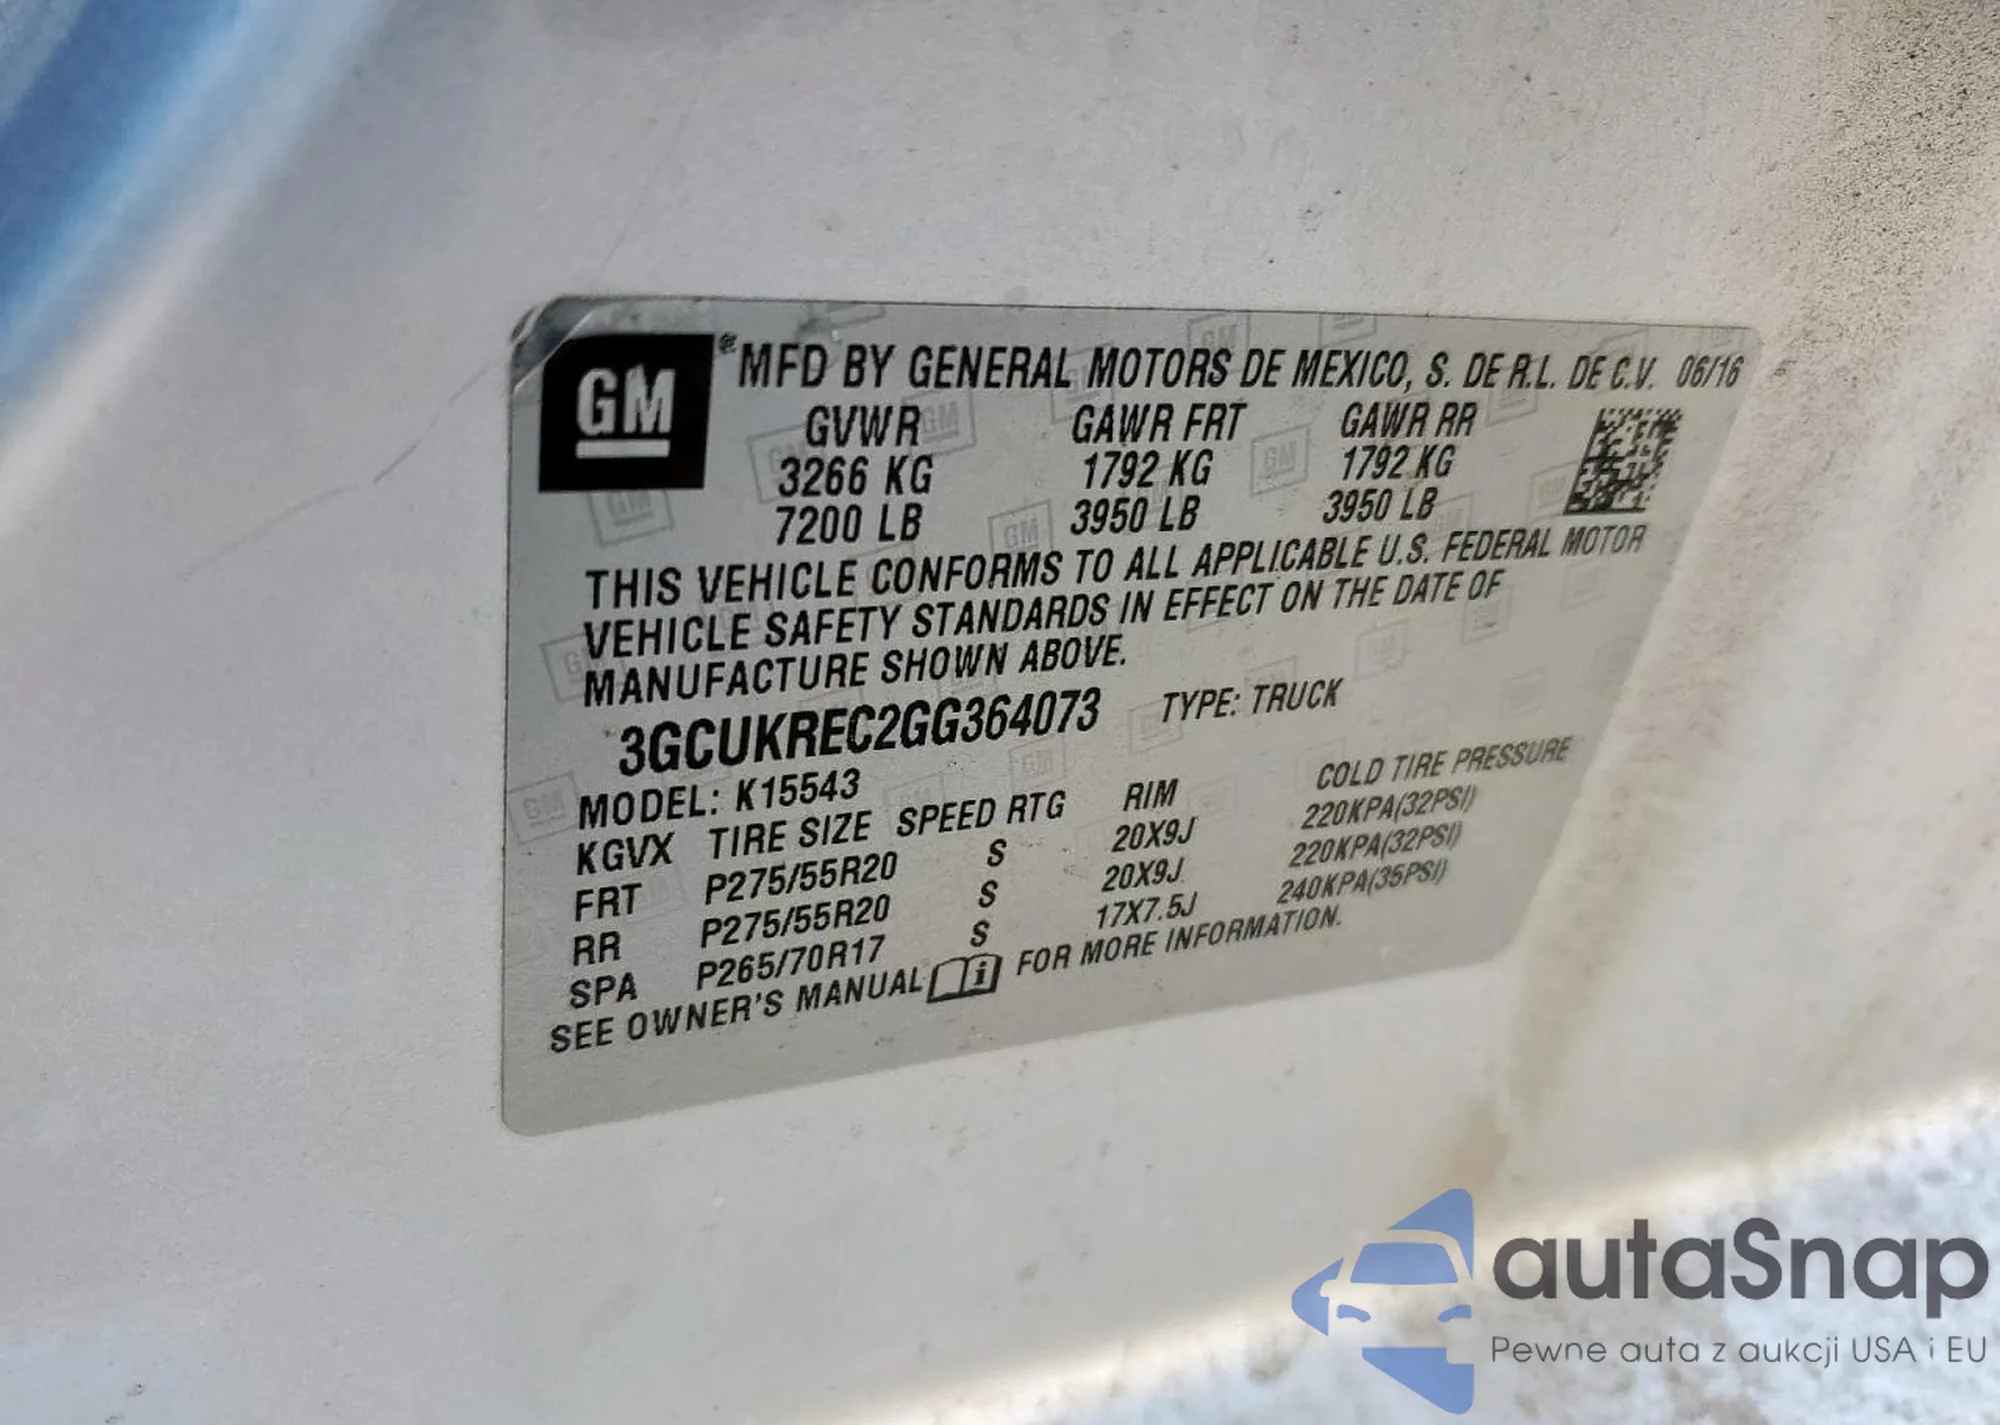 GM
® MFD BY GENERAL MOTORS DE MEXICO, S. DE R.L. DE C.V. 06/16
GVWR GAWR FRT GAWR RR
3266 KG 1792 KG 1792 KG
7200 LB 3950 LB 3950 LB
THIS VEHICLE CONFORMS TO ALL APPLICABLE U.S. FEDERAL MOTOR
VEHICLE SAFETY STANDARDS IN EFFECT ON THE DATE OF
MANUFACTURE SHOWN ABOVE.
3GCUKREC2GG364073 TYPE: TRUCK
MODEL: K15543
KGVX TIRE SIZE SPEED RTG RIM COLD TIRE PRESSURE
FRT P275/55R20 S 20X9J 220KPA(32PSI)
RR P275/55R20 S 20X9J 220KPA(32PSI)
SPA P265/70R17 S 17X7.5J 240KPA(35PSI)
SEE OWNER'S MANUAL i FOR MORE INFORMATION.
autaSnap
Pewne auta z aukcji USA i EU